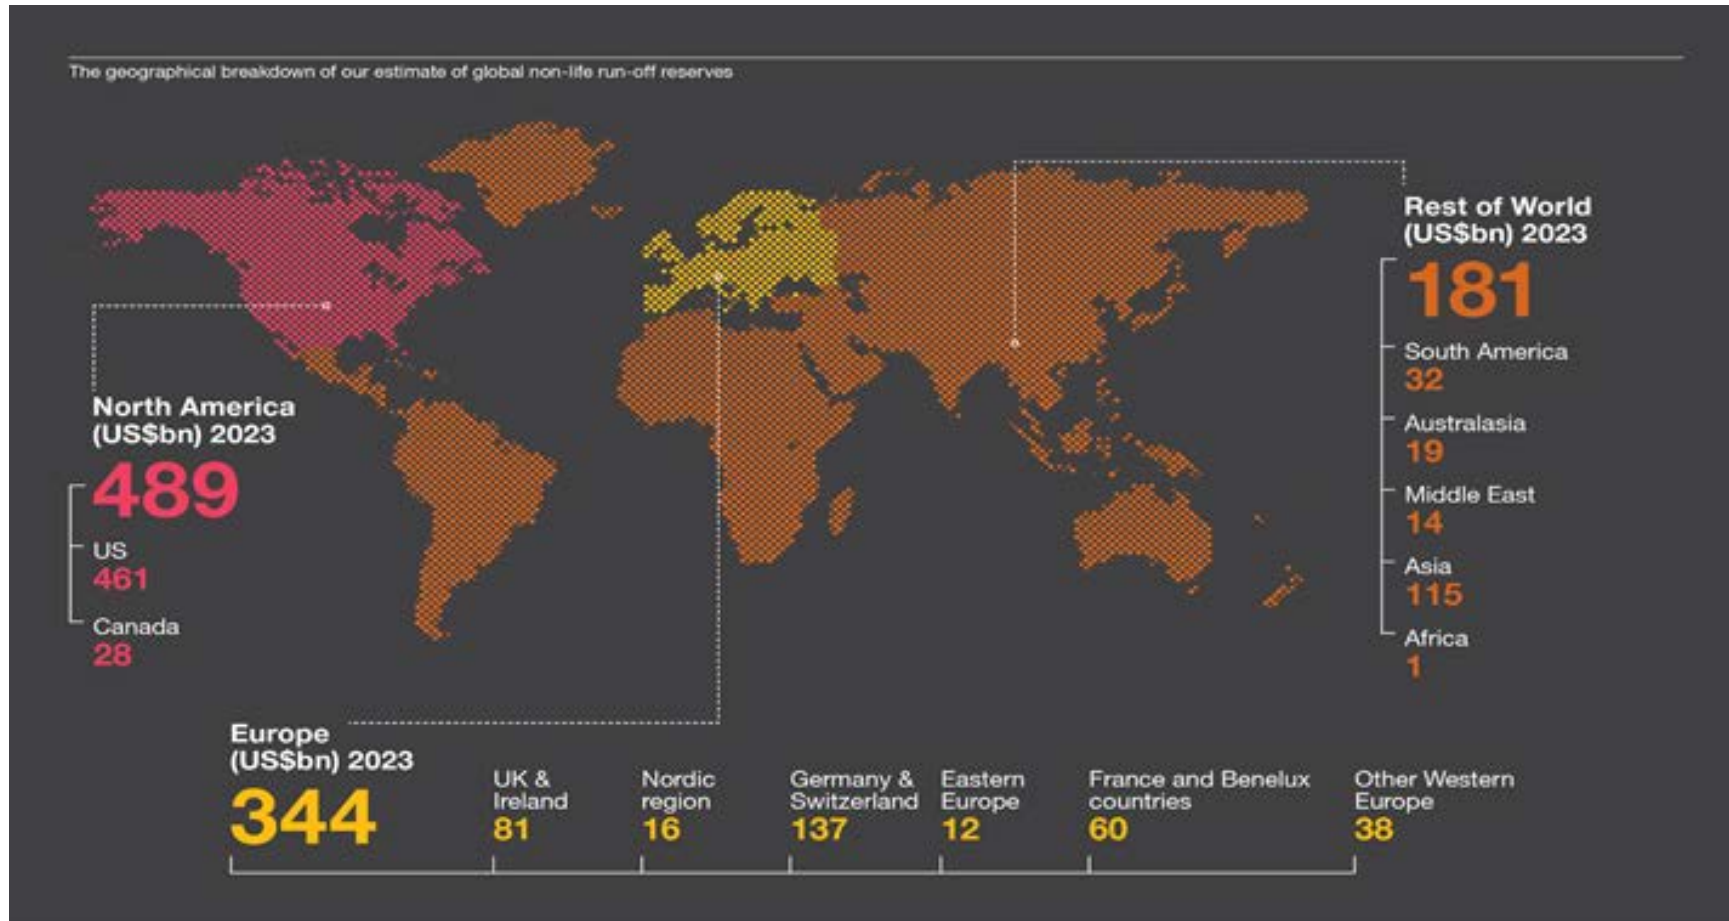 The geographical breakdown of our estimate of global non-life run-off reserves
North America
(US$bn) 2023
489
US
461
Canada
28
Europe
(US$bn) 2023
344
UK &
Ireland
81
Nordic
region
16
Germany &
Switzerland
137
Eastern
Europe
12
France and Benelux
countries
60
Other Western
Europe
38
Rest of World
(US$bn) 2023
181
South America
32
Australasia
19
Middle East
14
Asia
115
Africa
1